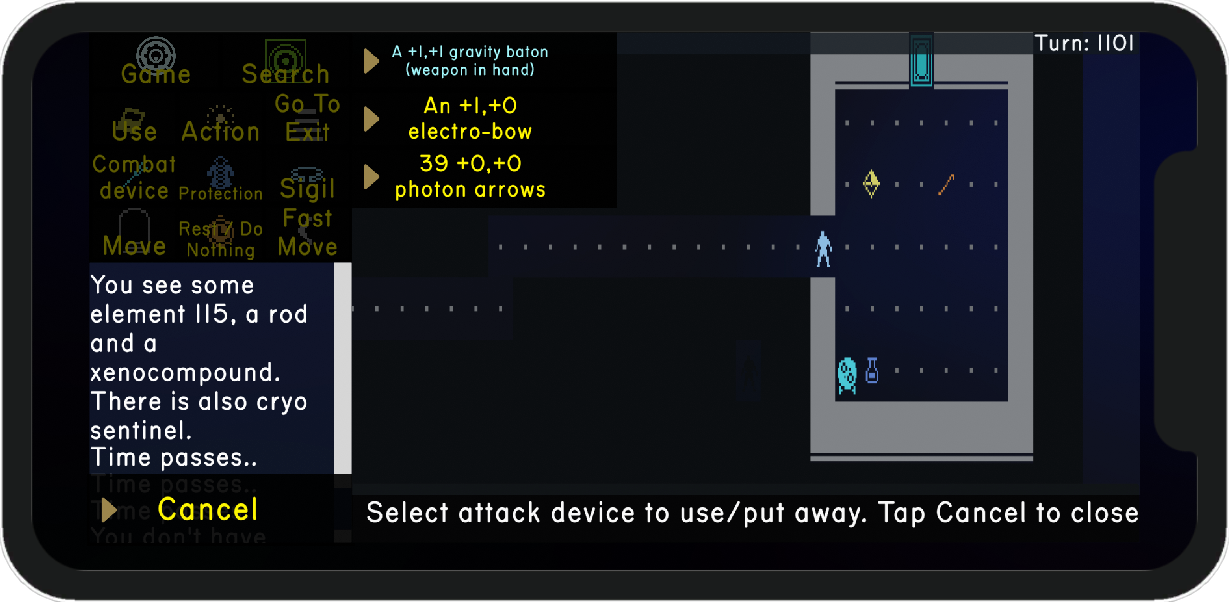 Game
Search
Use
Action
Go To
Exit
Combat
device
Protection
Sigil
Move
Rest / Do
Nothing
Fast
Move
A +1,+1 gravity baton
(weapon in hand)
An +1,+0
electro-bow
39 +0,+0
photon arrows
Turn: 1101
You see some
element 115, a rod
and a
xenocompound.
There is also cryo
sentinel.
Time passes..
Time passes..
You don't have
Cancel
Select attack device to use/put away. Tap Cancel to close